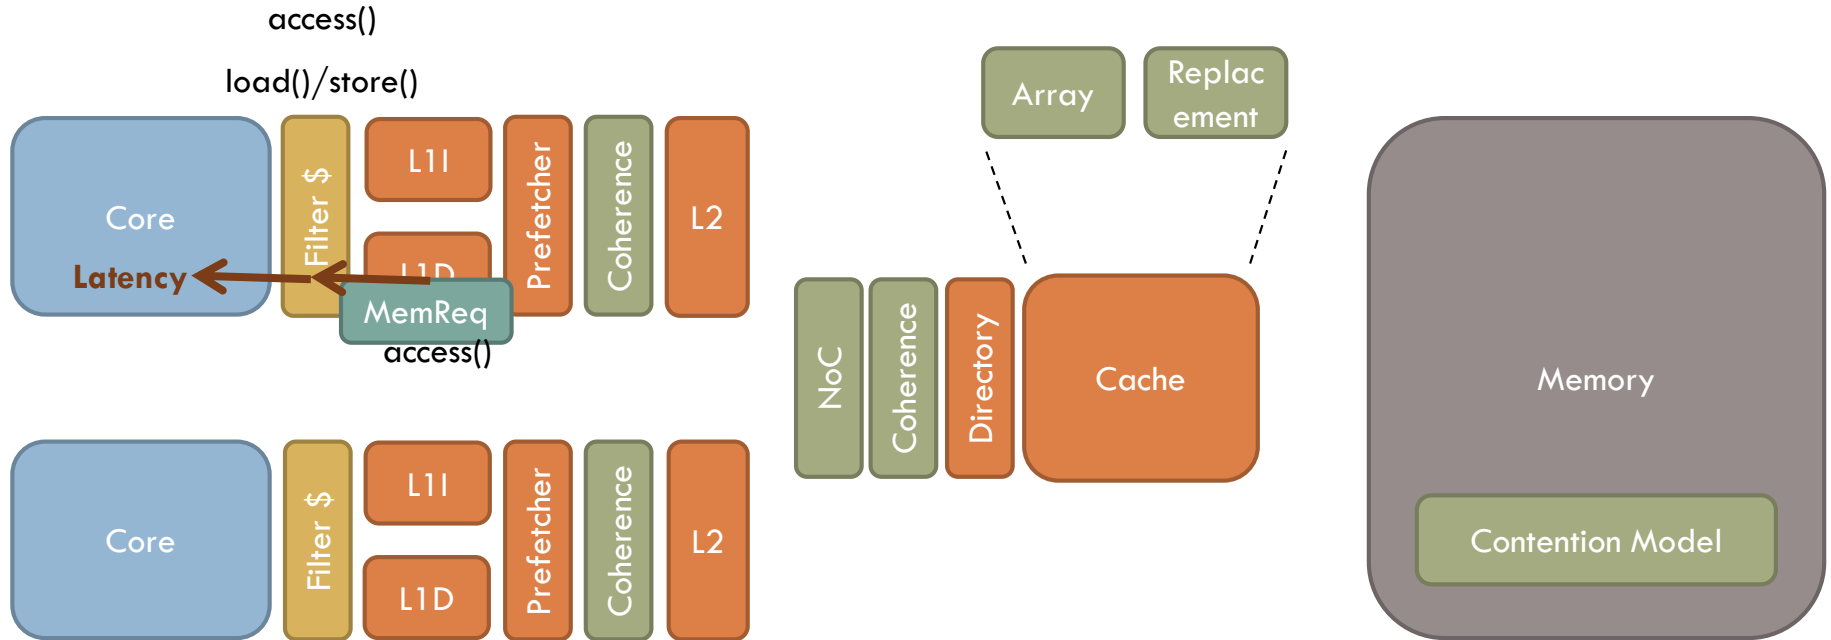 access()
load()/store()
Array
Replac
ement
Core
Latency
Filter $
L1I
L1D
MemReq
access()
Prefetcher
Coherence
L2
NoC
Coherence
Directory
Cache
Memory
Contention Model
Core
Filter $
L1I
L1D
Prefetcher
Coherence
L2